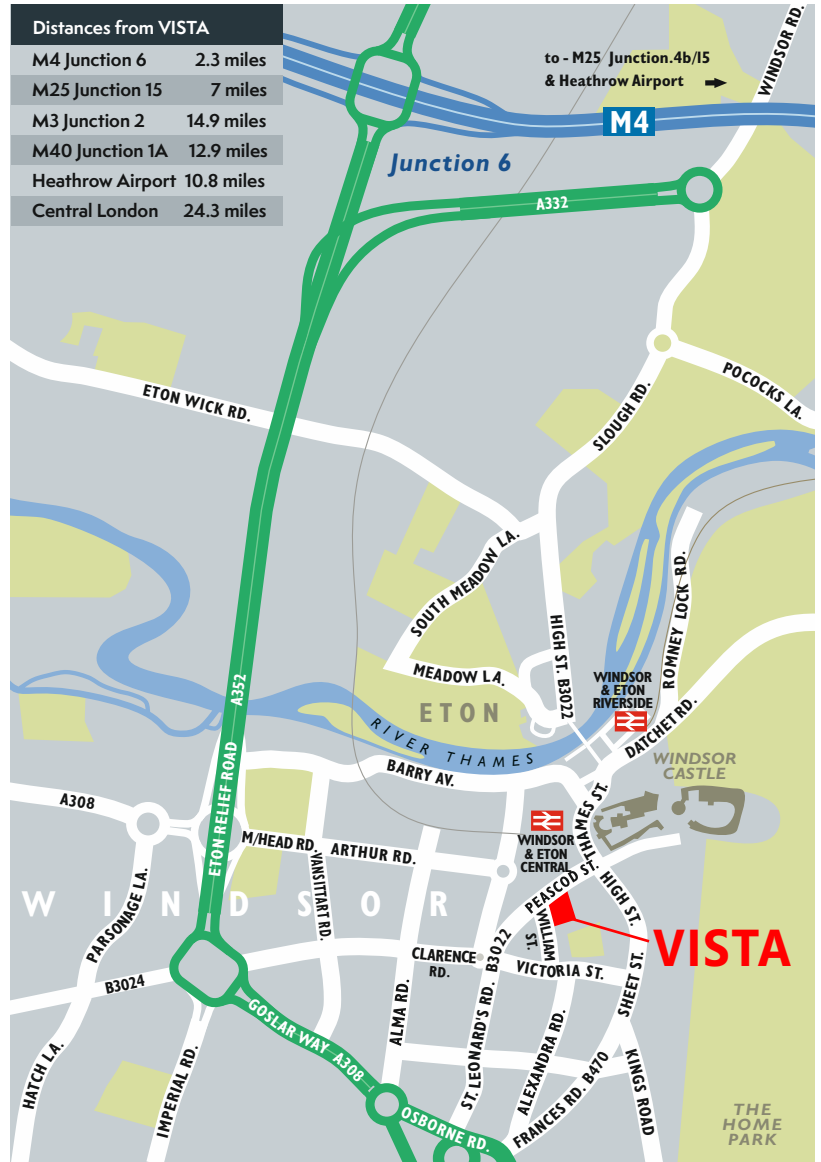 Distances from VISTA
M4 Junction 6 2.3 miles
M25 Junction 15 7 miles
M3 Junction 2 14.9 miles
M40 Junction 1A 12.9 miles
Heathrow Airport 10.8 miles
Central London 24.3 miles
to - M25 Junction.4b/15
& Heathrow Airport
WINDSOR RD.
M4
Junction 6
A332
POCOCKS LA.
SLOUGH RD.
ETON WICK RD.
SOUTH MEADOW LA.
ROMNEY LOCK RD.
HIGH ST. B3022
MEADOW LA.
WINDSOR
& ETON
RIVERSIDE
A352
ETON
DATCHET RD.
RIVER THAMES
WINDSOR
CASTLE
BARRY AV.
ETON RELIEF ROAD
A308
THAMES ST.
WINDSOR
& ETON
CENTRAL
M/HEAD RD.
ARTHUR RD.
VANSITTART RD.
PEASCOD ST.
HIGH ST.
WINDSOR
PARSONAGE LA.
WILLIAM
ST.
VISTA
CLARENCE
RD.
B3022
VICTORIA ST.
SHEET ST.
B3024
ALMA RD.
ST. LEONARD'S RD.
GOSLAR WAY A308
ALEXANDRA RD.
HATCH LA.
IMPERIAL RD.
FRANCES RD. B470
KINGS ROAD
OSBORNE RD.
THE
HOME
PARK